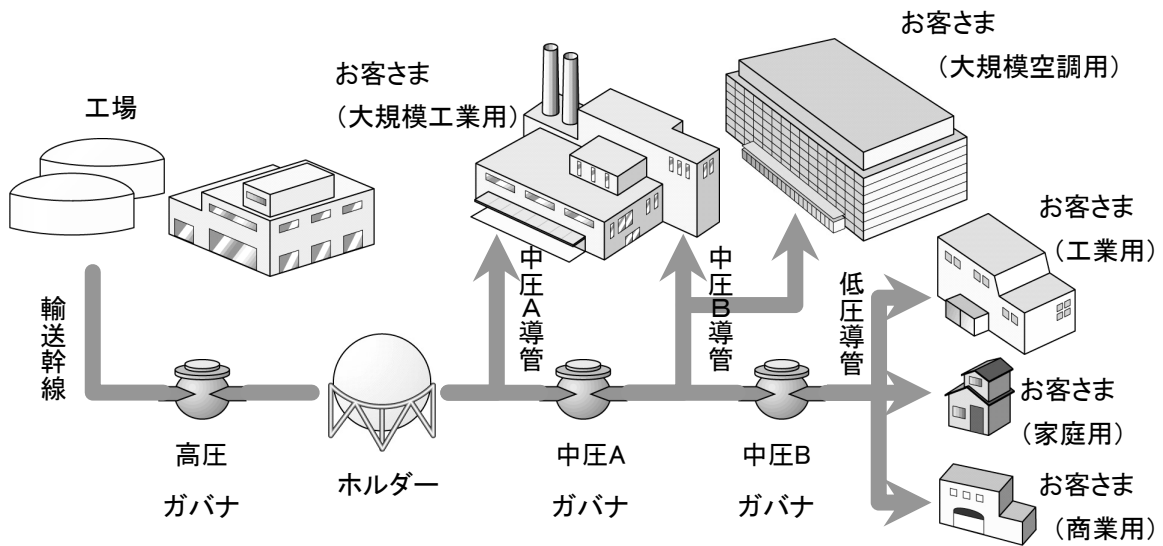 お客さま
（大規模空調用）
お客さま
（大規模工業用）
工場
お客さま
（工業用）
輸送幹線
中圧A導管
中圧B導管
低圧導管
お客さま
（家庭用）
高圧
ガバナ
ホルダー
中圧A
ガバナ
中圧B
ガバナ
お客さま
（商業用）